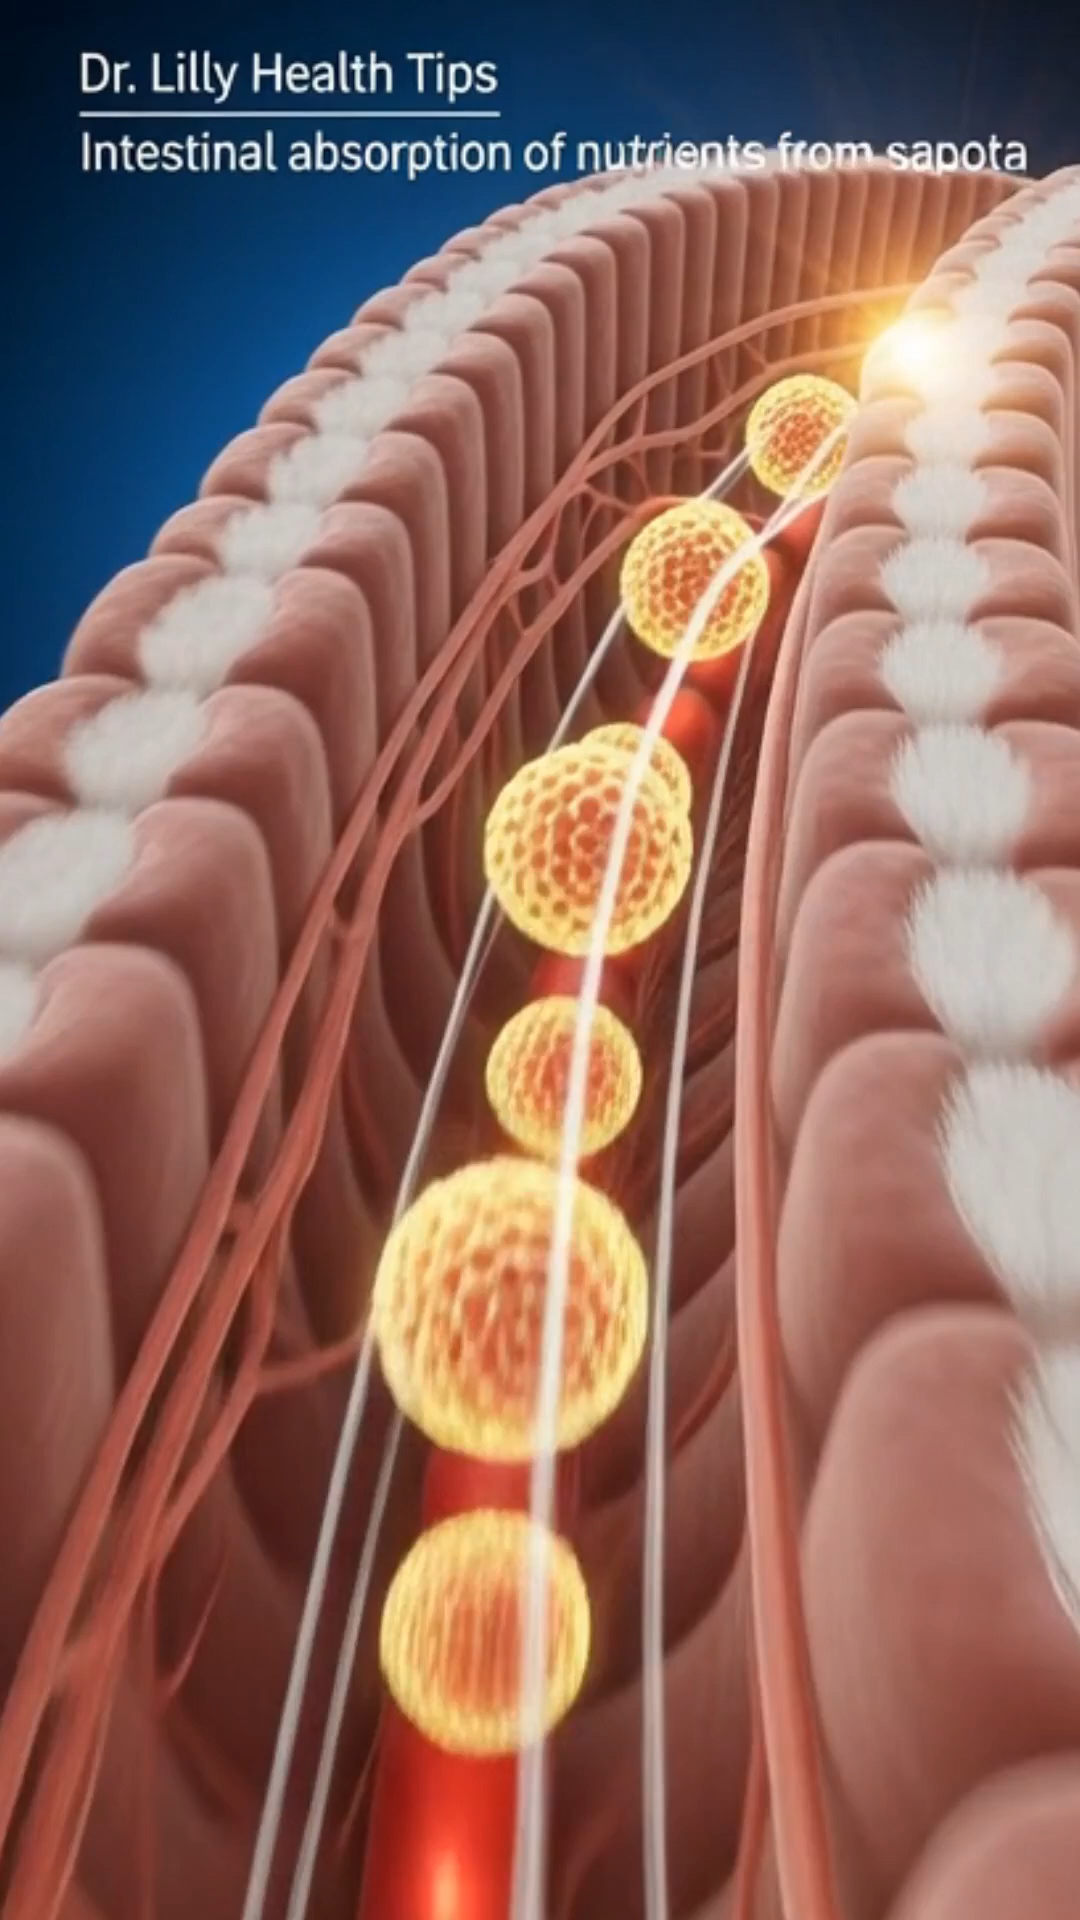 Dr. Lilly Health Tips
Intestinal absorption of nutrients from sapota